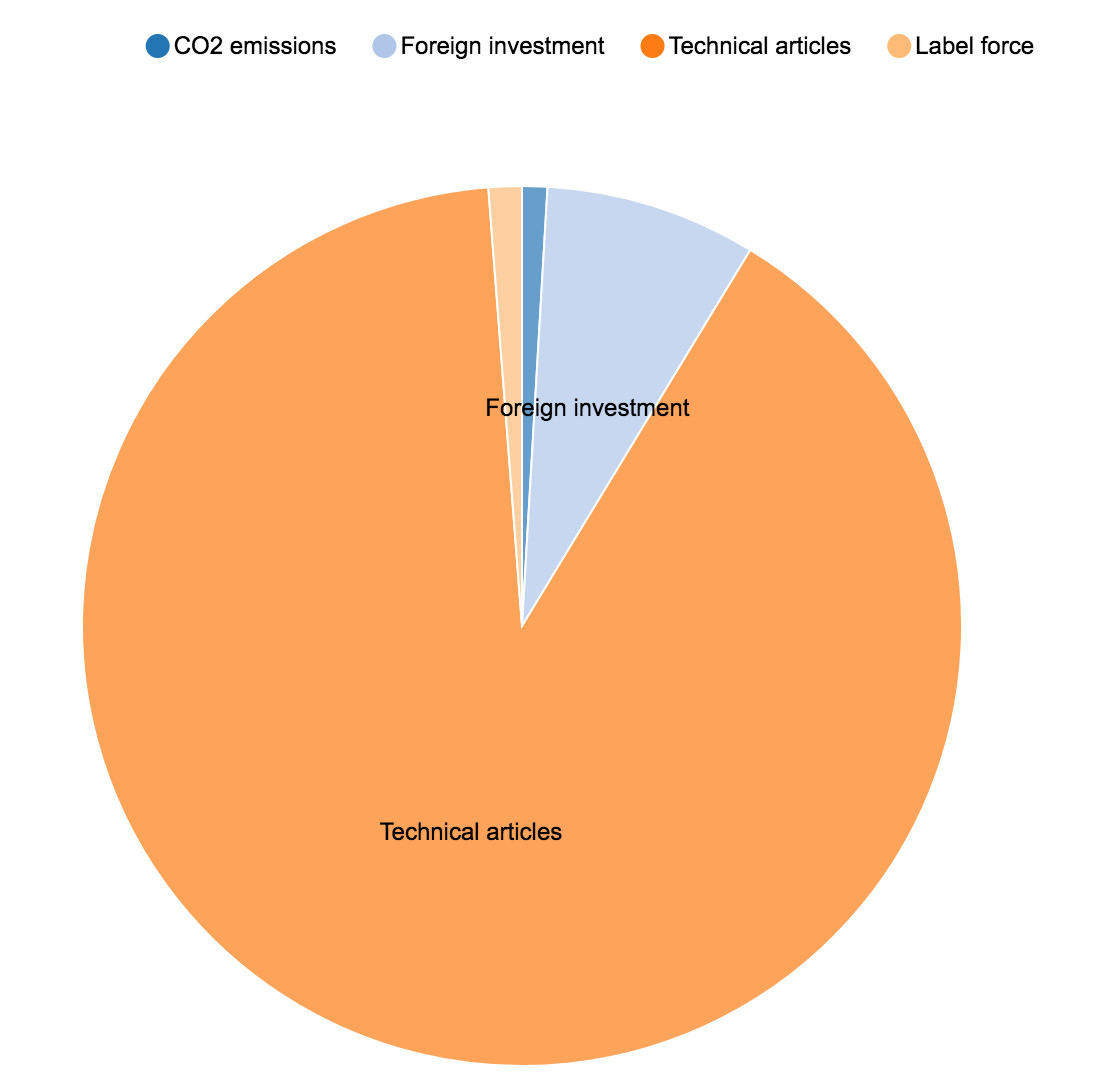 CO2 emissions Foreign investment Technical articles Label force
Foreign investment
Technical articles